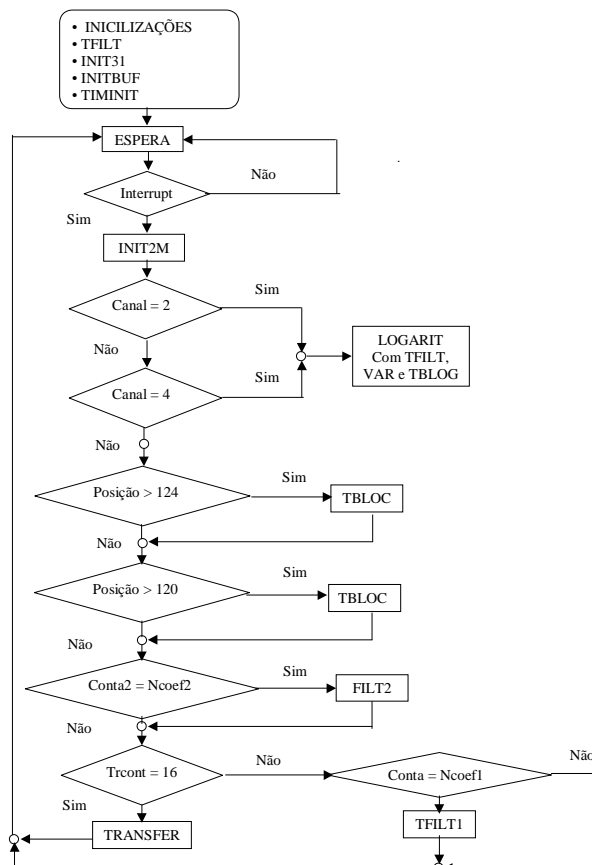 • INICILIZAÇÕES
• TFILT
• INIT31
• INITBUF
• TIMINIT
ESPERA
Não
Interrupt
Sim
INIT2M
Sim
Canal = 2
Não
LOGARIT
Com TFILT,
VAR e TBLOG
Sim
Canal = 4
Não
Sim
Posição > 124
TBLOC
Não
Sim
Posição > 120
TBLOC
Não
Sim
Conta2 = Ncoef2
FILT2
Não
Não
Não
Trcont = 16
Conta = Ncoef1
Sim
TFILT1
TRANSFER